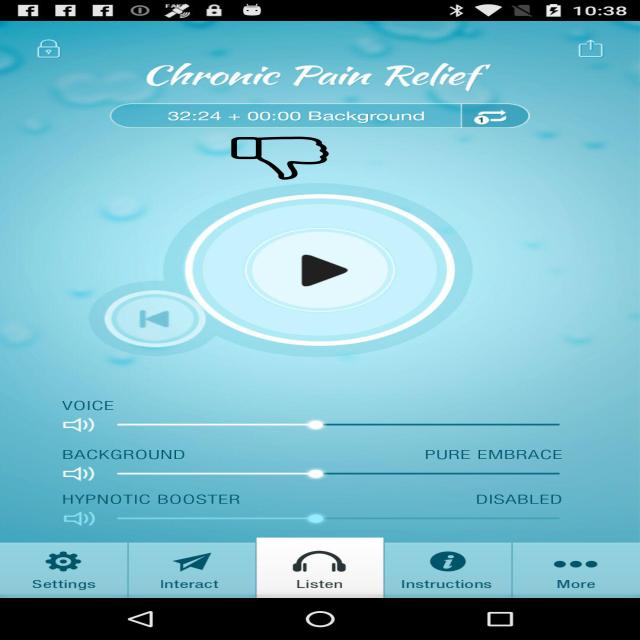 10:38
Chronic Pain Relief
32:24 + 00:00 Background 1
VOICE
BACKGROUND PURE EMBRACE
HYPNOTIC BOOSTER DISABLED
Settings Interact Listen Instructions More